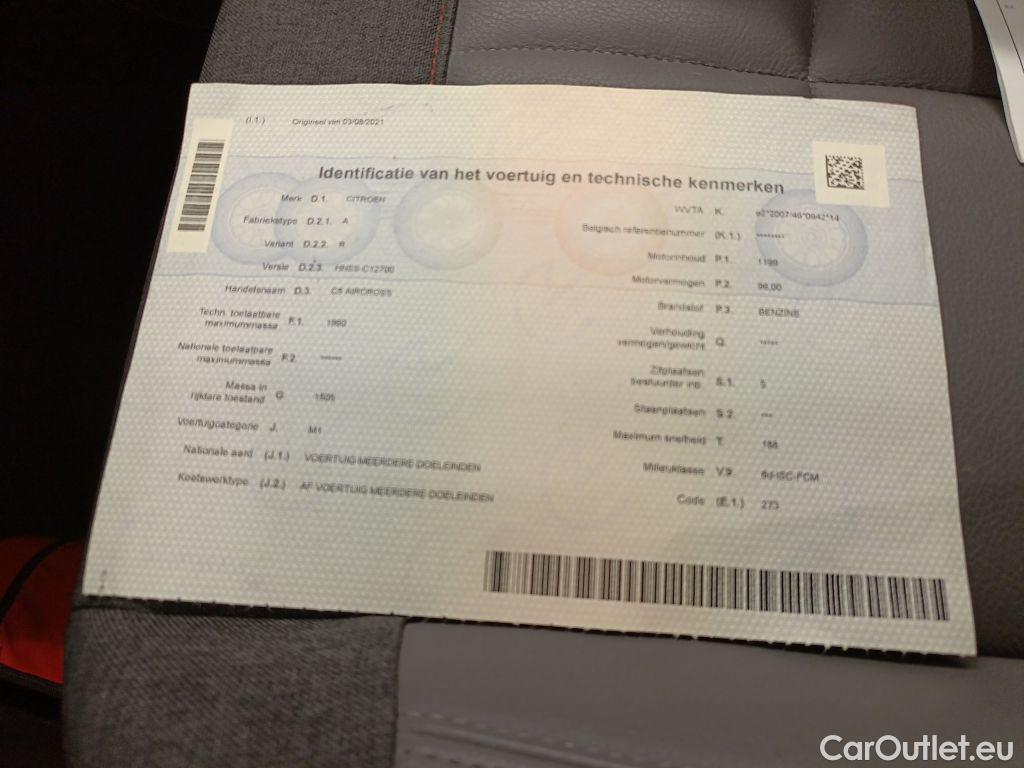 (I.1.) Origineel van 03/08/2021
Identificatie van het voertuig en technische kenmerken
Merk D.1. CITROEN
Fabriekstype D.2.1. A
Variant D.2.2. R
Versie D.2.3. HNSS-C12700
Handelsnaam D.3. C5 AIRCROSS
Techn. toelaatbare
maximummassa F.1. 1990
Nationale toelaatbare
maximummassa F.2. ******
Massa in
rijklare toestand G 1505
Voertuigcategorie J. M1
Nationale aard (J.1.) VOERTUIG MEERDERE DOELEINDEN
Koetswerktype (J.2.) AF VOERTUIG MEERDERE DOELEINDEN
WVTA K. e2*2007/46*0642*14
Belgisch referentienummer (K.1.) ********
Motorinhoud P.1. 1199
Motorvermogen P.2. 96,00
Brandstof P.3. BENZINE
Verhouding
vermogen/gewicht Q. *****
Zitplaatsen
bestuurder inb. S.1. 5
Staanplaatsen S.2. ***
Maximum snelheid T. 188
Milieuklasse V.9. 6d-ISC-FCM
Code (E.1.) 273
CarOutlet.eu